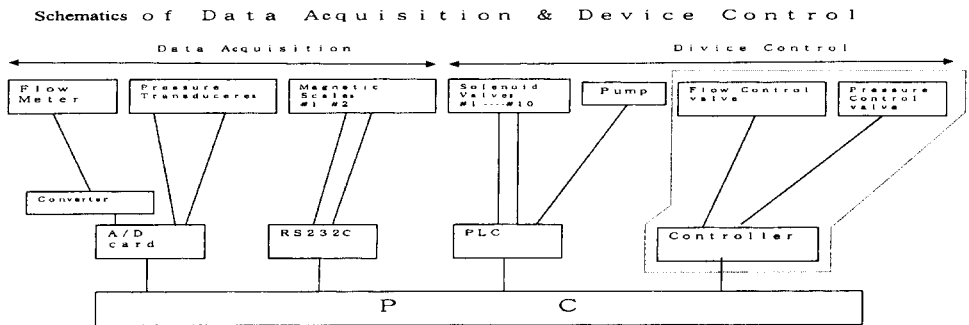 Schematics of Data Acquisition & Device Control
Data Acquisition
Divice Control
Flow
Meter
Pressure
Transduceres
Magnetic
Scales
#1 #2
Solenoid
Valves
#1 ----#10
Pump
Flow Control
valve
Pressure
Control
valve
Converter
A/D
card
RS232C
PLC
Controller
P C